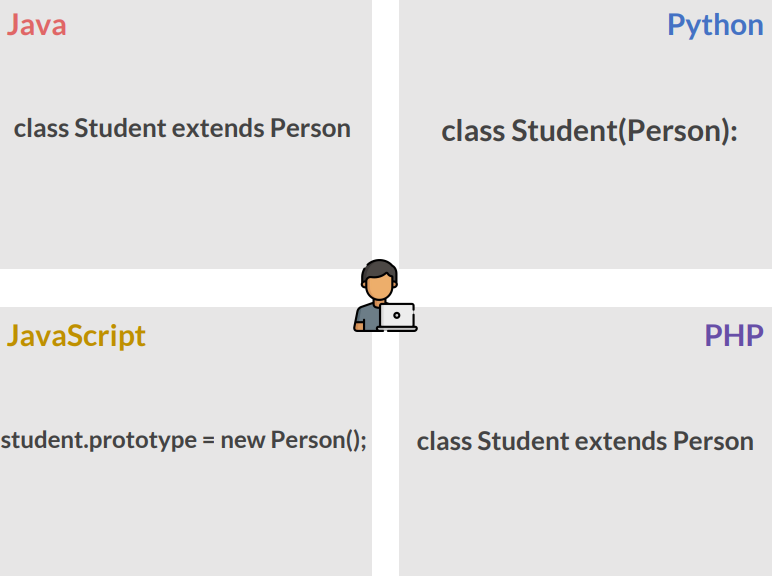 Java
Python
class Student extends Person
class Student(Person):
JavaScript
PHP
student.prototype = new Person();
class Student extends Person